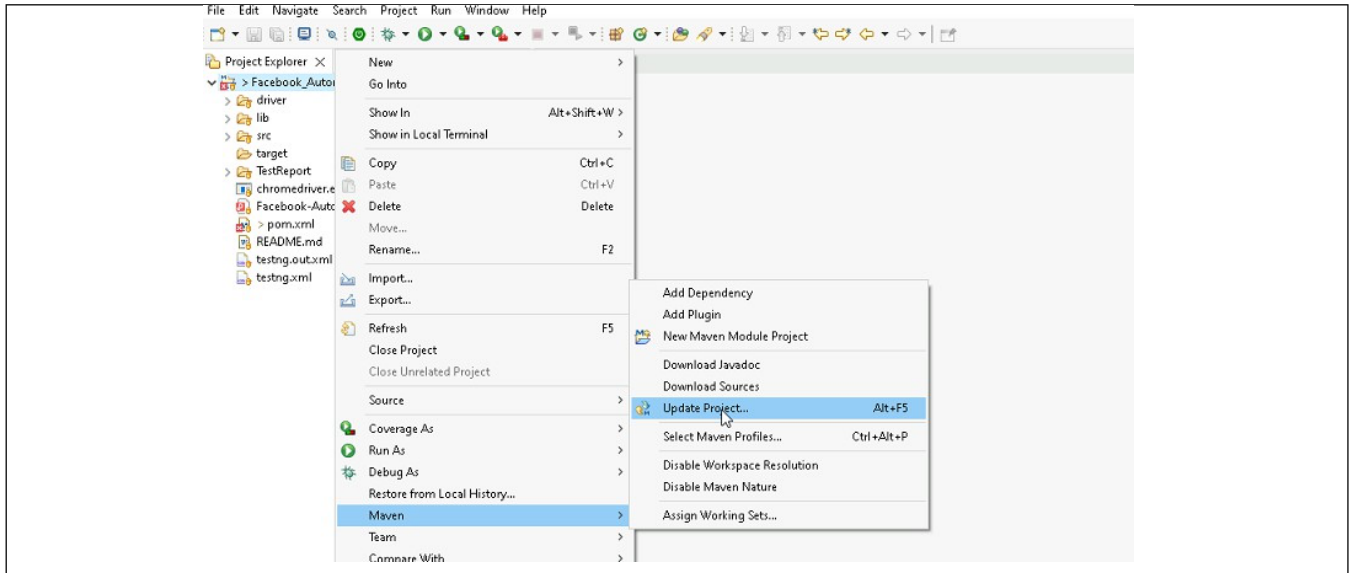 File Edit Navigate Search Project Run Window Help
Project Explorer
> Facebook_Autor
driver
lib
src
target
TestReport
chromedriver.e
Facebook-Auto
> pom.xml
README.md
testng.out.xml
testng.xml
New
Go Into
Show In Alt+Shift+W >
Show in Local Terminal
Copy Ctrl+C
Paste Ctrl+V
Delete Delete
Move...
Rename... F2
Import...
Export...
Refresh F5
Close Project
Close Unrelated Project
Source
Coverage As
Run As
Debug As
Restore from Local History...
Maven
Team
Compare With
Add Dependency
Add Plugin
New Maven Module Project
Download Javadoc
Download Sources
Update Project... Alt+F5
Select Maven Profiles... Ctrl+Alt+P
Disable Workspace Resolution
Disable Maven Nature
Assign Working Sets...